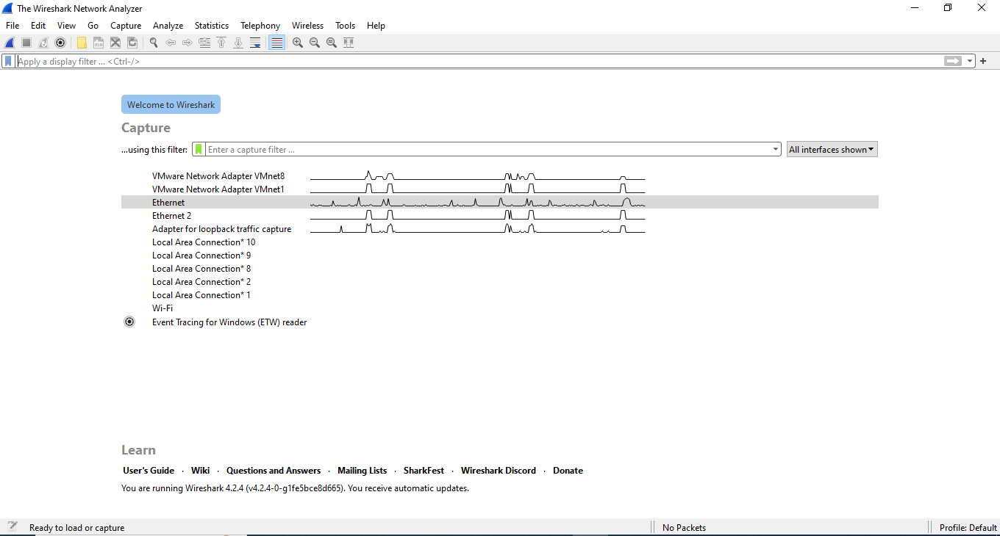 The Wireshark Network Analyzer
File Edit View Go Capture Analyze Statistics Telephony Wireless Tools Help
Apply a display filter ... <Ctrl-/>
Welcome to Wireshark
Capture
...using this filter: Enter a capture filter ... All interfaces shown
VMware Network Adapter VMnet8
VMware Network Adapter VMnet1
Ethernet
Ethernet 2
Adapter for loopback traffic capture
Local Area Connection* 10
Local Area Connection* 9
Local Area Connection* 8
Local Area Connection* 2
Local Area Connection* 1
Wi-Fi
Event Tracing for Windows (ETW) reader
Learn
User's Guide · Wiki · Questions and Answers · Mailing Lists · SharkFest · Wireshark Discord · Donate
You are running Wireshark 4.2.4 (v4.2.4-0-g1fe5bce8d665). You receive automatic updates.
Ready to load or capture No Packets Profile: Default